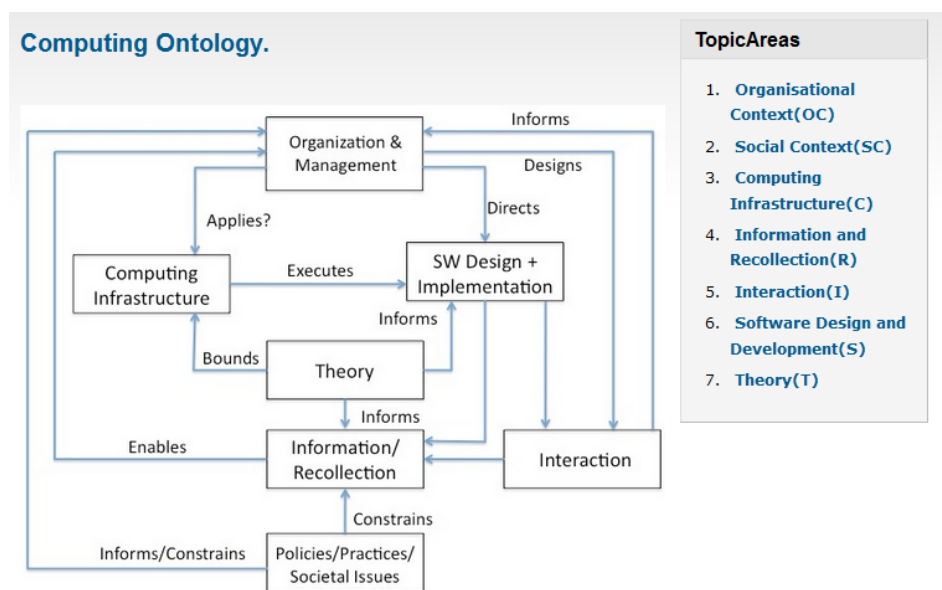 Computing Ontology.
Organization &
Management
Informs
Designs
Directs
Applies?
Computing
Infrastructure
Executes
SW Design +
Implementation
Informs
Bounds
Theory
Informs
Enables
Information/
Recollection
Interaction
Constrains
Informs/Constrains
Policies/Practices/
Societal Issues
TopicAreas
1. Organisational
Context(OC)
2. Social Context(SC)
3. Computing
Infrastructure(C)
4. Information and
Recollection(R)
5. Interaction(I)
6. Software Design and
Development(S)
7. Theory(T)